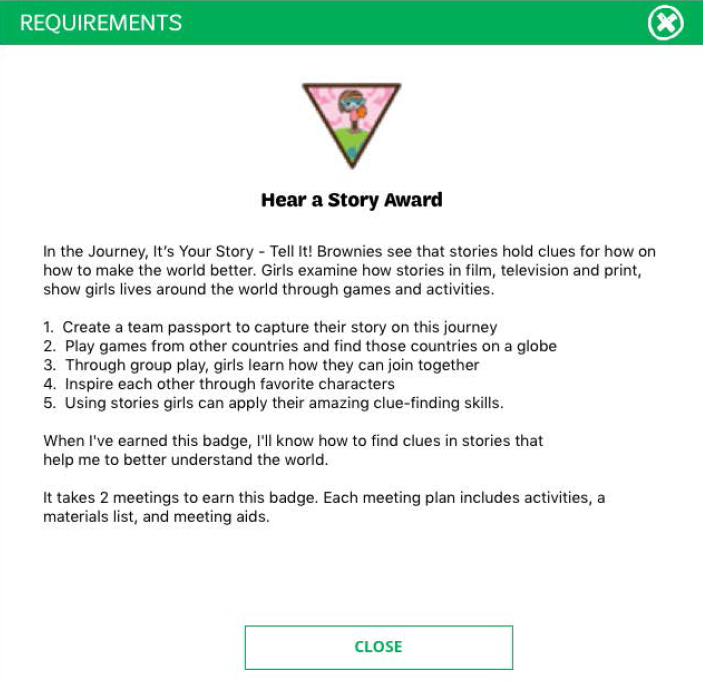 REQUIREMENTS
Hear a Story Award
In the Journey, It's Your Story - Tell It! Brownies see that stories hold clues for how on
how to make the world better. Girls examine how stories in film, television and print,
show girls lives around the world through games and activities.
1. Create a team passport to capture their story on this journey
2. Play games from other countries and find those countries on a globe
3. Through group play, girls learn how they can join together
4. Inspire each other through favorite characters
5. Using stories girls can apply their amazing clue-finding skills.
When I've earned this badge, I'll know how to find clues in stories that
help me to better understand the world.
It takes 2 meetings to earn this badge. Each meeting plan includes activities, a
materials list, and meeting aids.
CLOSE